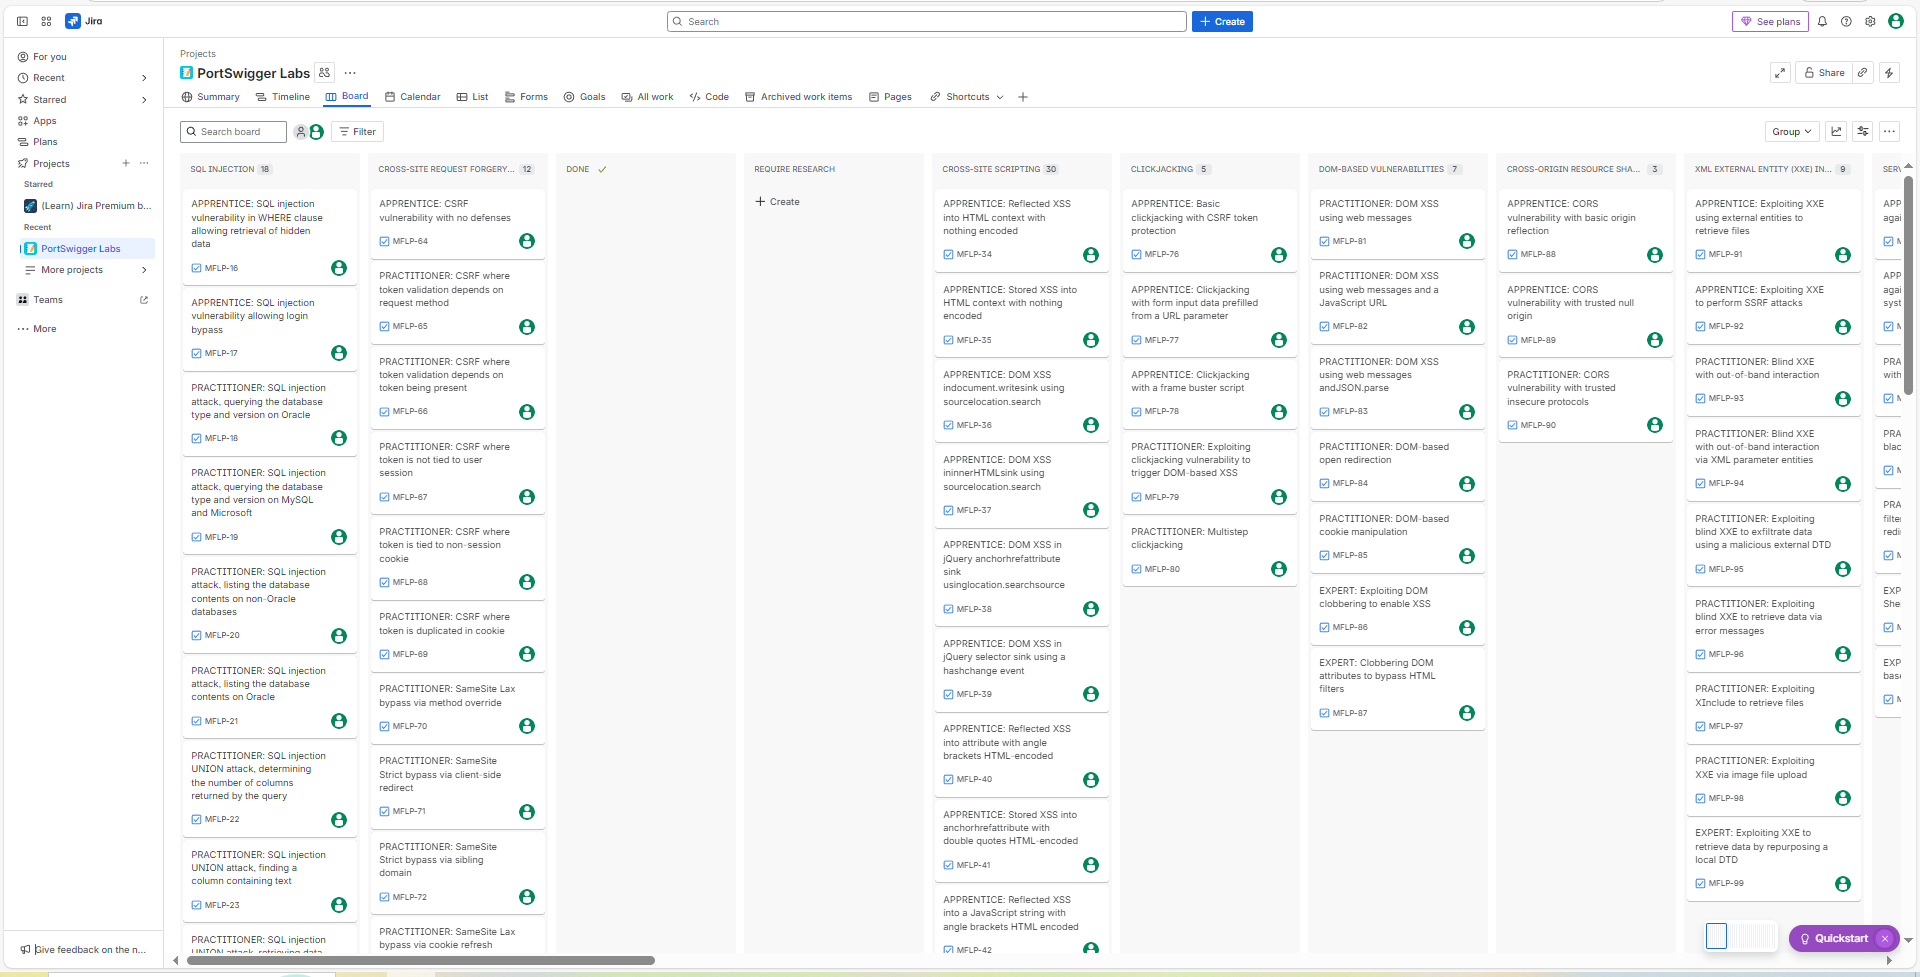 Jira
Search
Create
See plans
For you
Recent
Starred
Apps
Plans
Projects
Starred
(Learn) Jira Premium b...
Recent
PortSwigger Labs
More projects
Teams
More
Give feedback on the n...
Projects
PortSwigger Labs
Share
Summary
Timeline
Board
Calendar
List
Forms
Goals
All work
Code
Archived work items
Pages
Shortcuts
Search board
Filter
Group
SQL INJECTION 18
APPRENTICE: SQL injection
vulnerability in WHERE clause
allowing retrieval of hidden
data
MFLP-16
APPRENTICE: SQL injection
vulnerability allowing login
bypass
MFLP-17
PRACTITIONER: SQL injection
attack, querying the database
type and version on Oracle
MFLP-18
PRACTITIONER: SQL injection
attack, querying the database
type and version on MySQL
and Microsoft
MFLP-19
PRACTITIONER: SQL injection
attack, listing the database
contents on non-Oracle
databases
MFLP-20
PRACTITIONER: SQL injection
attack, listing the database
contents on Oracle
MFLP-21
PRACTITIONER: SQL injection
UNION attack, determining
the number of columns
returned by the query
MFLP-22
PRACTITIONER: SQL injection
UNION attack, finding a
column containing text
MFLP-23
PRACTITIONER: SQL injection
UNION attack, retrieving data
CROSS-SITE REQUEST FORGERY... 12
APPRENTICE: CSRF
vulnerability with no defenses
MFLP-64
PRACTITIONER: CSRF where
token validation depends on
request method
MFLP-65
PRACTITIONER: CSRF where
token validation depends on
token being present
MFLP-66
PRACTITIONER: CSRF where
token is not tied to user
session
MFLP-67
PRACTITIONER: CSRF where
token is tied to non-session
cookie
MFLP-68
PRACTITIONER: CSRF where
token is duplicated in cookie
MFLP-69
PRACTITIONER: SameSite Lax
bypass via method override
MFLP-70
PRACTITIONER: SameSite
Strict bypass via client-side
redirect
MFLP-71
PRACTITIONER: SameSite
Strict bypass via sibling
domain
MFLP-72
PRACTITIONER: SameSite Lax
bypass via cookie refresh
DONE
REQUIRE RESEARCH
Create
CROSS-SITE SCRIPTING 30
APPRENTICE: Reflected XSS
into HTML context with
nothing encoded
MFLP-34
APPRENTICE: Stored XSS into
HTML context with nothing
encoded
MFLP-35
APPRENTICE: DOM XSS
indocument.writesink using
sourcelocation.search
MFLP-36
APPRENTICE: DOM XSS
ininnerHTMLsink using
sourcelocation.search
MFLP-37
APPRENTICE: DOM XSS in
jQuery anchorhrefattribute
sink
usinglocation.searchsource
MFLP-38
APPRENTICE: DOM XSS in
jQuery selector sink using a
hashchange event
MFLP-39
APPRENTICE: Reflected XSS
into attribute with angle
brackets HTML-encoded
MFLP-40
APPRENTICE: Stored XSS into
anchorhrefattribute with
double quotes HTML-encoded
MFLP-41
APPRENTICE: Reflected XSS
into a JavaScript string with
angle brackets HTML encoded
MFLP-42
CLICKJACKING 5
APPRENTICE: Basic
clickjacking with CSRF token
protection
MFLP-76
APPRENTICE: Clickjacking
with form input data prefilled
from a URL parameter
MFLP-77
APPRENTICE: Clickjacking
with a frame buster script
MFLP-78
PRACTITIONER: Exploiting
clickjacking vulnerability to
trigger DOM-based XSS
MFLP-79
PRACTITIONER: Multistep
clickjacking
MFLP-80
DOM-BASED VULNERABILITIES 7
PRACTITIONER: DOM XSS
using web messages
MFLP-81
PRACTITIONER: DOM XSS
using web messages and a
JavaScript URL
MFLP-82
PRACTITIONER: DOM XSS
using web messages
andJSON.parse
MFLP-83
PRACTITIONER: DOM-based
open redirection
MFLP-84
PRACTITIONER: DOM-based
cookie manipulation
MFLP-85
EXPERT: Exploiting DOM
clobbering to enable XSS
MFLP-86
EXPERT: Clobbering DOM
attributes to bypass HTML
filters
MFLP-87
CROSS-ORIGIN RESOURCE SHA... 3
APPRENTICE: CORS
vulnerability with basic origin
reflection
MFLP-88
APPRENTICE: CORS
vulnerability with trusted null
origin
MFLP-89
PRACTITIONER: CORS
vulnerability with trusted
insecure protocols
MFLP-90
XML EXTERNAL ENTITY (XXE) IN... 9
APPRENTICE: Exploiting XXE
using external entities to
retrieve files
MFLP-91
APPRENTICE: Exploiting XXE
to perform SSRF attacks
MFLP-92
PRACTITIONER: Blind XXE
with out-of-band interaction
MFLP-93
PRACTITIONER: Blind XXE
with out-of-band interaction
via XML parameter entities
MFLP-94
PRACTITIONER: Exploiting
blind XXE to exfiltrate data
using a malicious external DTD
MFLP-95
PRACTITIONER: Exploiting
blind XXE to retrieve data via
error messages
MFLP-96
PRACTITIONER: Exploiting
XInclude to retrieve files
MFLP-97
PRACTITIONER: Exploiting
XXE via image file upload
MFLP-98
EXPERT: Exploiting XXE to
retrieve data by repurposing a
local DTD
MFLP-99
Quickstart